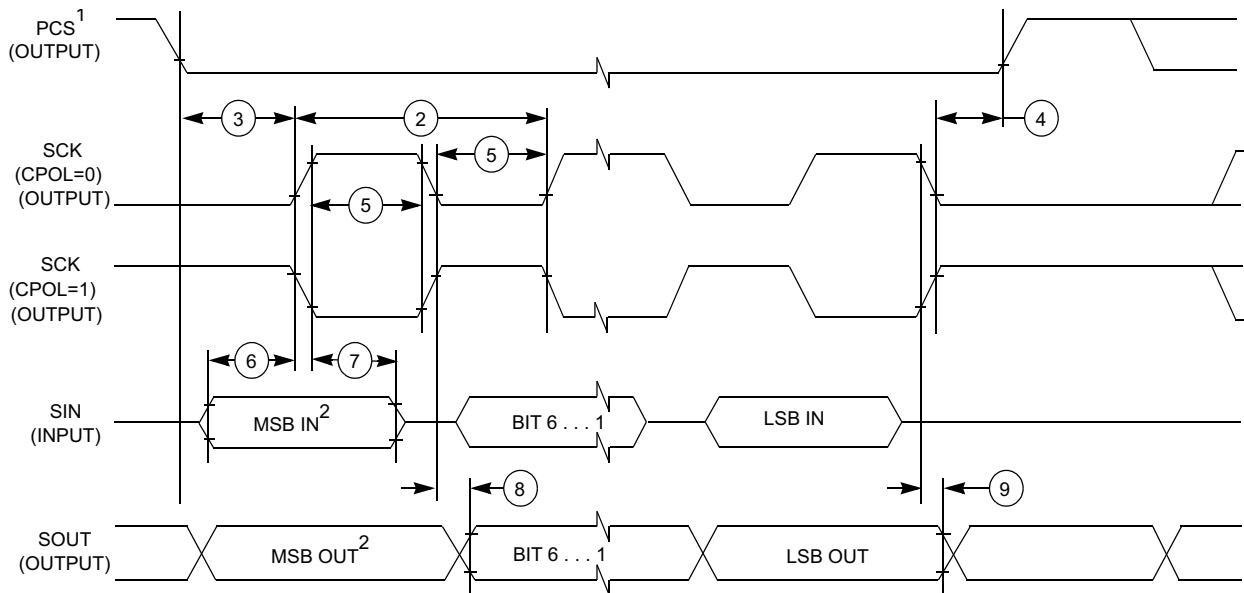 PCS1
(OUTPUT)
3
2
4
SCK
(CPOL=0)
(OUTPUT)
5
5
SCK
(CPOL=1)
(OUTPUT)
6
7
SIN
(INPUT)
MSB IN2
BIT 6 . . . 1
LSB IN
8
9
SOUT
(OUTPUT)
MSB OUT2
BIT 6 . . . 1
LSB OUT